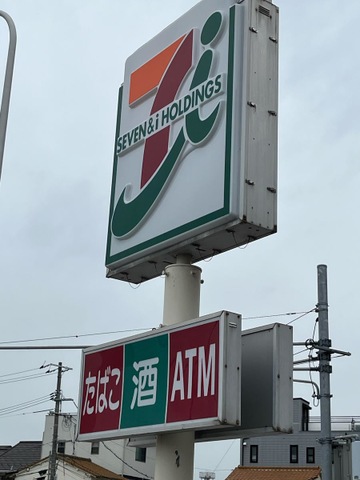 SEVEN&i HOLDINGS
たばこ 酒 ATM